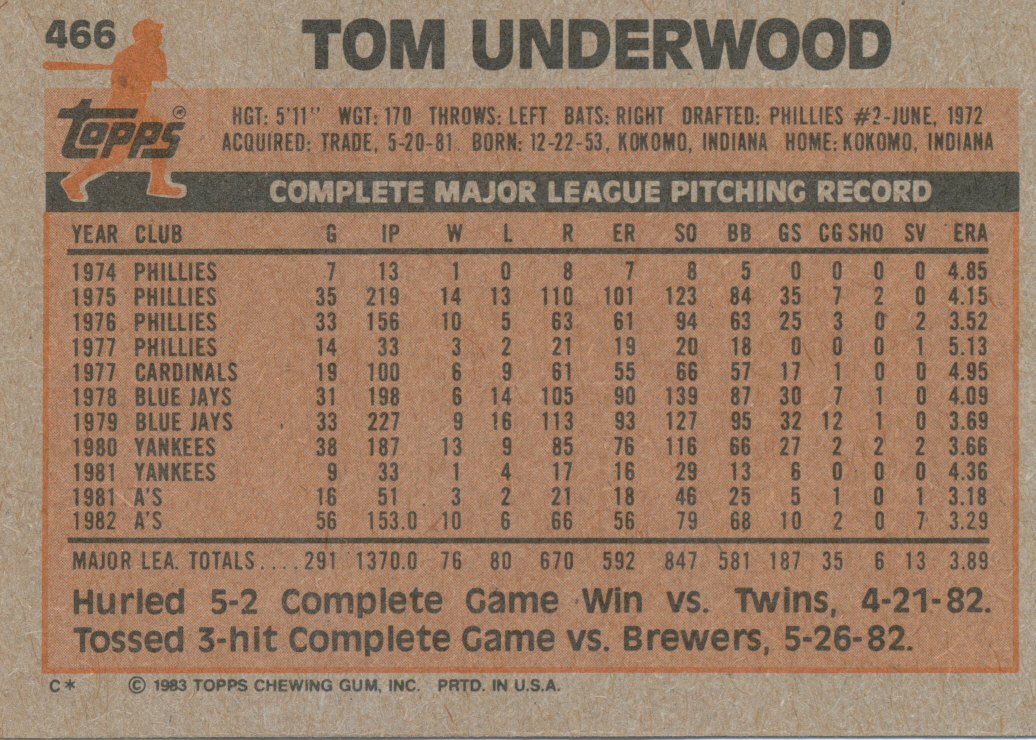 466 TOM UNDERWOOD
Topps®
HGT: 5'11" WGT: 170 THROWS: LEFT BATS: RIGHT DRAFTED: PHILLIES #2-JUNE, 1972
ACQUIRED: TRADE, 5-20-81. BORN: 12-22-53, KOKOMO, INDIANA HOME: KOKOMO, INDIANA
COMPLETE MAJOR LEAGUE PITCHING RECORD
YEAR CLUB G IP W L R ER SO BB GS CG SHO SV ERA
1974 PHILLIES 7 13 1 0 8 7 8 5 0 0 0 0 4.85
1975 PHILLIES 35 219 14 13 110 101 123 84 35 7 2 0 4.15
1976 PHILLIES 33 156 10 5 63 61 94 63 25 3 0 2 3.52
1977 PHILLIES 14 33 3 2 21 19 20 18 0 0 0 1 5.13
1977 CARDINALS 19 100 6 9 61 55 66 57 17 1 0 0 4.95
1978 BLUE JAYS 31 198 6 14 105 90 139 87 30 7 1 0 4.09
1979 BLUE JAYS 33 227 9 16 113 93 127 95 32 12 1 0 3.69
1980 YANKEES 38 187 13 9 85 76 116 66 27 2 2 2 3.66
1981 YANKEES 9 33 1 4 17 16 29 13 6 0 0 0 4.36
1981 A'S 16 51 3 2 21 18 46 25 5 1 0 1 3.18
1982 A'S 56 153.0 10 6 66 56 79 68 10 2 0 7 3.29
MAJOR LEA. TOTALS.... 291 1370.0 76 80 670 592 847 581 187 35 6 13 3.89
Hurled 5-2 Complete Game Win vs. Twins, 4-21-82.
Tossed 3-hit Complete Game vs. Brewers, 5-26-82.
C* © 1983 TOPPS CHEWING GUM, INC. PRTD. IN U.S.A.